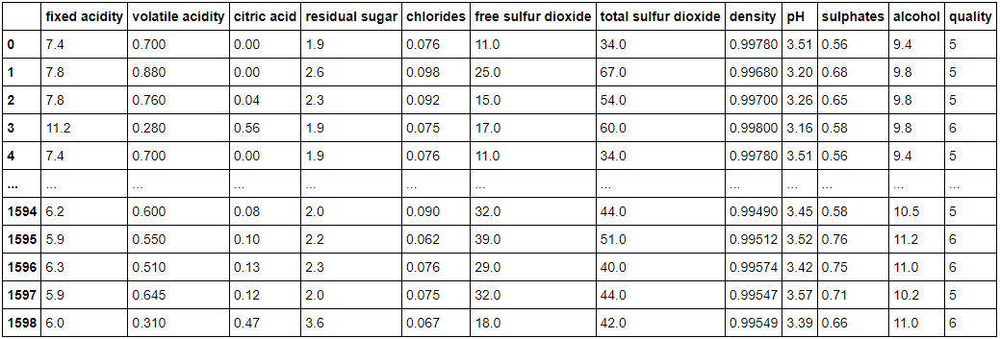 fixed acidity volatile acidity citric acid residual sugar chlorides free sulfur dioxide total sulfur dioxide density pH sulphates alcohol quality
0 7.4 0.700 0.00 1.9 0.076 11.0 34.0 0.99780 3.51 0.56 9.4 5
1 7.8 0.880 0.00 2.6 0.098 25.0 67.0 0.99680 3.20 0.68 9.8 5
2 7.8 0.760 0.04 2.3 0.092 15.0 54.0 0.99700 3.26 0.65 9.8 5
3 11.2 0.280 0.56 1.9 0.075 17.0 60.0 0.99800 3.16 0.58 9.8 6
4 7.4 0.700 0.00 1.9 0.076 11.0 34.0 0.99780 3.51 0.56 9.4 5
... ... ... ... ... ... ... ... ... ... ... ... ...
1594 6.2 0.600 0.08 2.0 0.090 32.0 44.0 0.99490 3.45 0.58 10.5 5
1595 5.9 0.550 0.10 2.2 0.062 39.0 51.0 0.99512 3.52 0.76 11.2 6
1596 6.3 0.510 0.13 2.3 0.076 29.0 40.0 0.99574 3.42 0.75 11.0 6
1597 5.9 0.645 0.12 2.0 0.075 32.0 44.0 0.99547 3.57 0.71 10.2 5
1598 6.0 0.310 0.47 3.6 0.067 18.0 42.0 0.99549 3.39 0.66 11.0 6